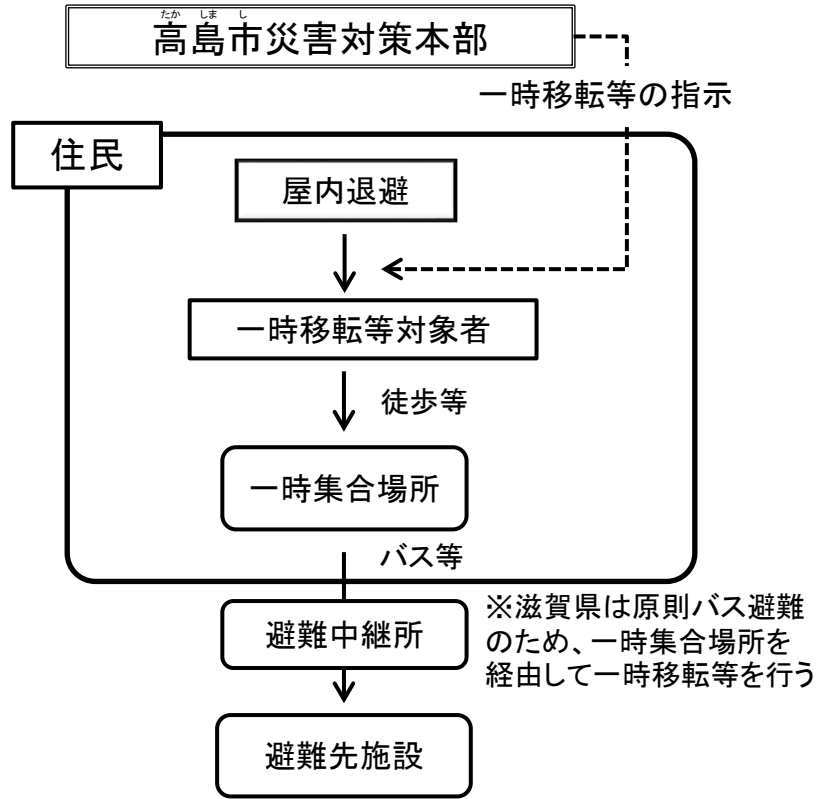 たか しま し
高島市災害対策本部
一時移転等の指示
住民
屋内退避
一時移転等対象者
徒歩等
一時集合場所
バス等
避難中継所
※滋賀県は原則バス避難
のため、一時集合場所を
経由して一時移転等を行う
避難先施設